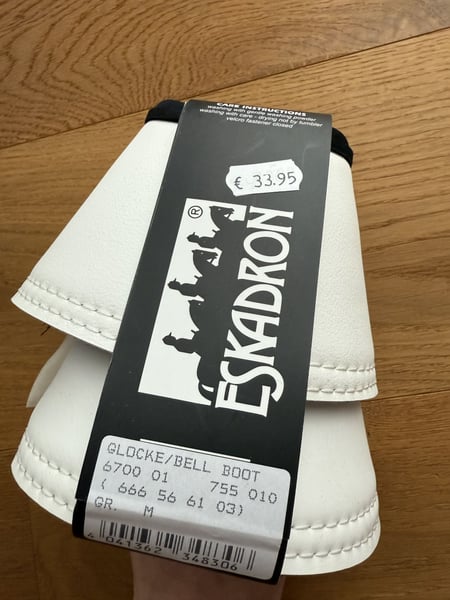 CARE INSTRUCTIONS
washing with gentle washing powder
washing with care - drying not by tumbler
velcro fastener closed
€ 33.95
®
ESKADRON
GLOCKE/BELL BOOT
6700 01 755 010
( 666 56 61 03)
GR. M
4 041362 348306